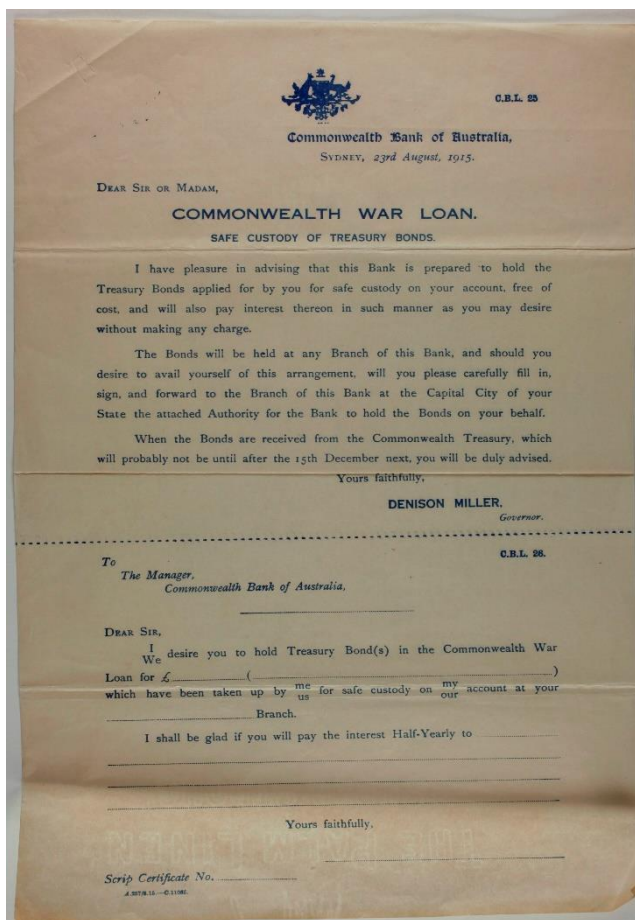 C.B.L. 25
Commonwealth Bank of Australia,
SYDNEY, 23rd August, 1915.
DEAR SIR OR MADAM,
COMMONWEALTH WAR LOAN.
SAFE CUSTODY OF TREASURY BONDS.
I have pleasure in advising that this Bank is prepared to hold the
Treasury Bonds applied for by you for safe custody on your account, free of
cost, and will also pay interest thereon in such manner as you may desire
without making any charge.
The Bonds will be held at any Branch of this Bank, and should you
desire to avail yourself of this arrangement, will you please carefully fill in,
sign, and forward to the Branch of this Bank at the Capital City of your
State the attached Authority for the Bank to hold the Bonds on your behalf.
When the Bonds are received from the Commonwealth Treasury, which
will probably not be until after the 15th December next, you will be duly advised.
Yours faithfully,
DENISON MILLER,
Governor.
C.B.L. 26.
To
The Manager,
Commonwealth Bank of Australia,
DEAR SIR,
I
We desire you to hold Treasury Bond(s) in the Commonwealth War
Loan for £ ( )
which have been taken up by me us for safe custody on my our account at your
Branch.
I shall be glad if you will pay the interest Half-Yearly to
Yours faithfully,
Scrip Certificate No.